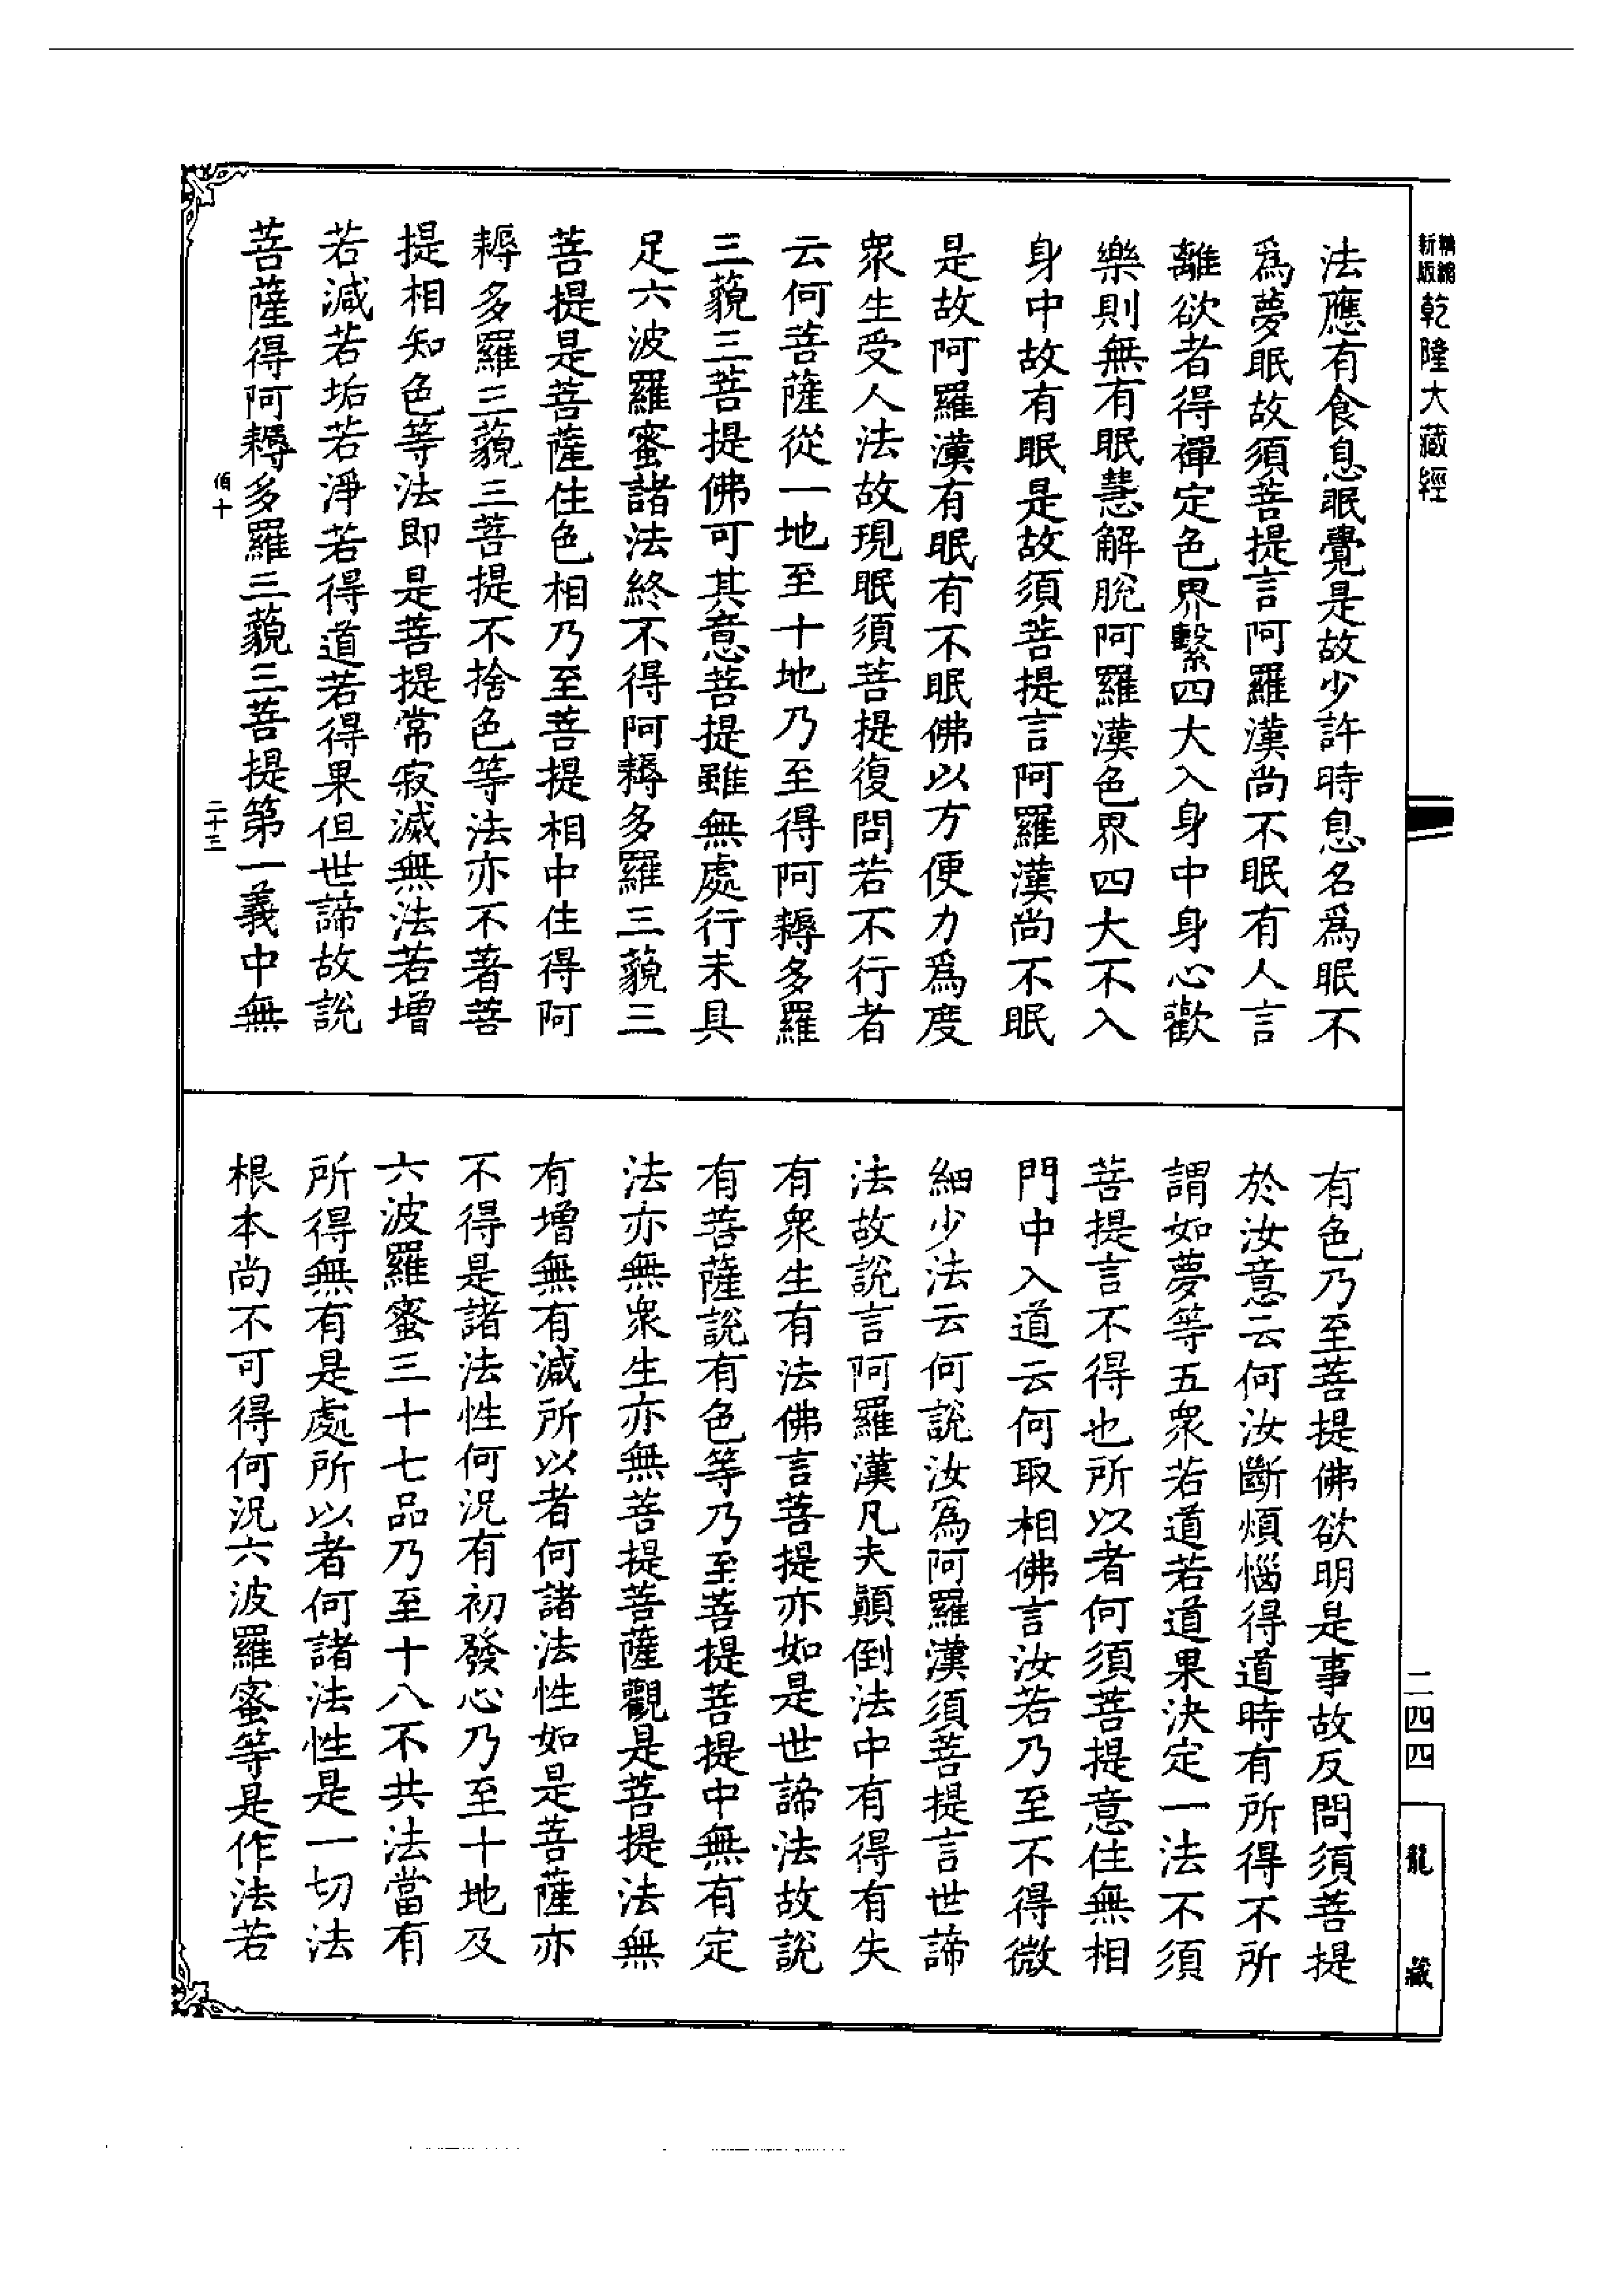 精縮
新版
乾隆大藏經
法應有食息眠覺是故少許時息名爲眠不
爲夢眠故須菩提言阿羅漢尚不眠有人言
離欲者得禪定色界繫四大入身中身心歡
樂則無有眠慧解脫阿羅漢色界四大不入
身中故有眠是故須菩提言阿羅漢尚不眠
是故阿羅漢有眠有不眠佛以方便力爲度
衆生受人法故現眠須菩提復問若不行者
云何菩薩從一地至十地乃至得阿耨多羅
三藐三菩提佛可其意菩提雖無處行未具
足六波羅蜜諸法終不得阿耨多羅三藐三
菩提是菩薩住色相乃至菩提相中住得阿
耨多羅三藐三菩提不捨色等法亦不著菩
提相知色等法即是菩提常寂滅無法若增
若減若垢若淨若得道若得果但世諦故說
菩薩得阿耨多羅三藐三菩提第一義中無
佰十
二十三
有色乃至菩提佛欲明是事故反問須菩提
於汝意云何汝斷煩惱得道時有所得不所
謂如夢等五衆若道若道果決定一法不須
菩提言不得也所以者何須菩提意住無相
門中入道云何取相佛言汝若乃至不得微
細少法云何說汝爲阿羅漢須菩提言世諦
法故說言阿羅漢凡夫顛倒法中有得有失
有衆生有法佛言菩提亦如是世諦法故說
有菩薩說有色等乃至菩提菩提中無有定
法亦無衆生亦無菩提菩薩觀是菩提法無
有增無有減所以者何諸法性如是菩薩亦
不得是諸法性何況有初發心乃至十地及
六波羅蜜三十七品乃至十八不共法當有
所得無有是處所以者何諸法性是一切法
根本尚不可得何況六波羅蜜等是作法若
二四四
龍藏